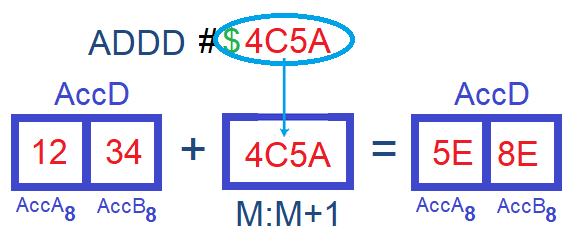 ADDD #$4C5A
AccD AccD
12 34 + 4C5A = 5E 8E
AccA8 AccB8 M:M+1 AccA8 AccB8